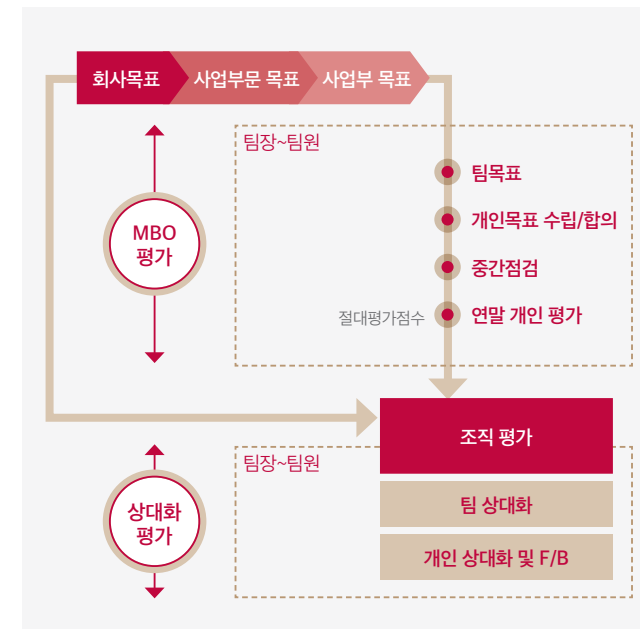 회사목표
사업부문 목표
사업부 목표
팀장~팀원
팀목표
개인목표 수립/합의
중간점검
절대평가점수
연말 개인 평가
MBO
평가
조직 평가
팀장~팀원
팀 상대화
개인 상대화 및 F/B
상대화
평가